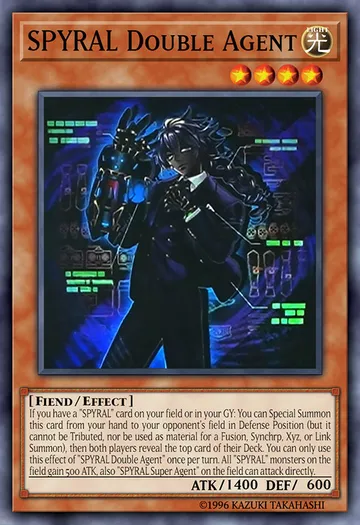 SPYRAL Double Agent
LIGHT
光
[Fiend/Effect]
If you have a "SPYRAL" card on your field or in your GY: You can Special Summon
this card from your hand to your opponent's field in Defense Position (but it
cannot be Tributed, nor be used as material for a Fusion, Synchrp, Xyz, or Link
Summon), then both players reveal the top card of their Deck. You can only use
this effect of "SPYRAL Double Agent" once per turn. All "SPYRAL" monsters on the
field gain 500 ATK, also "SPYRAL Super Agent" on the field can attack directly.
ATK/1400 DEF/ 600
©1996 KAZUKI TAKAHASHI